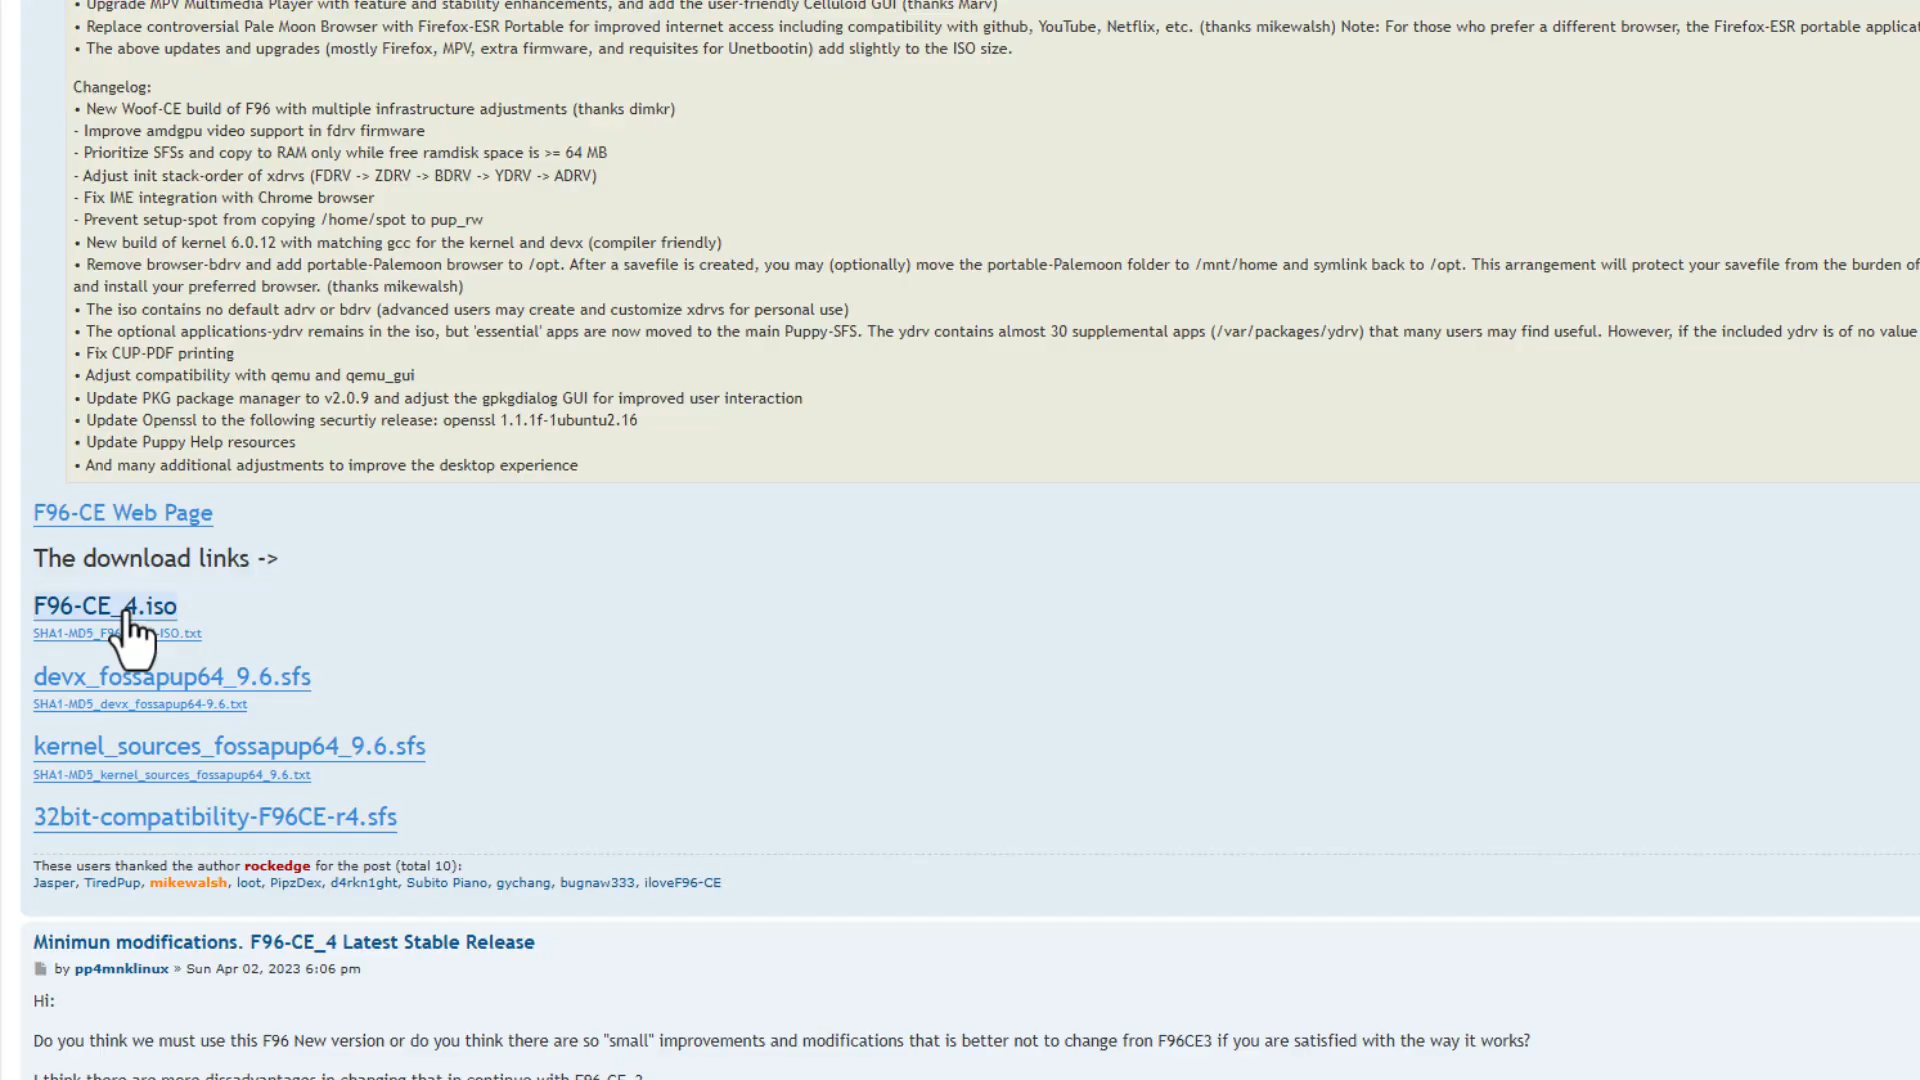 • Upgrade MPV Multimedia Player with feature and stability enhancements, and add the user-friendly Celluloid GUI (thanks Marv)
• Replace controversial Pale Moon Browser with Firefox-ESR Portable for improved internet access including compatibility with github, YouTube, Netflix, etc. (thanks mikewalsh) Note: For those who prefer a different browser, the Firefox-ESR portable
• The above updates and upgrades (mostly Firefox, MPV, extra firmware, and requisites for Unetbootin) add slightly to the ISO size.
Changelog:
• New Woof-CE build of F96 with multiple infrastructure adjustments (thanks dimkr)
- Improve amdgpu video support in fdrv firmware
- Prioritize SFSs and copy to RAM only while free ramdisk space is >= 64 MB
- Adjust init stack-order of xdrvs (FDRV -> ZDRV -> BDRV -> YDRV -> ADRV)
- Fix IME integration with Chrome browser
- Prevent setup-spot from copying /home/spot to pup_rw
• New build of kernel 6.0.12 with matching gcc for the kernel and devx (compiler friendly)
• Remove browser-bdrv and add portable-Palemoon browser to /opt. After a savefile is created, you may (optionally) move the portable-Palemoon folder to /mnt/home and symlink back to /opt. This arrangement will protect your savefile from the burden of
and install your preferred browser. (thanks mikewalsh)
• The iso contains no default adrv or bdrv (advanced users may create and customize xdrvs for personal use)
• The optional applications-ydrv remains in the iso, but 'essential' apps are now moved to the main Puppy-SFS. The ydrv contains almost 30 supplemental apps (/var/packages/ydrv) that many users may find useful. However, if the included ydrv is of no value
• Fix CUP-PDF printing
• Adjust compatibility with qemu and qemu_gui
• Update PKG package manager to v2.0.9 and adjust the gpkgdialog GUI for improved user interaction
• Update Openssl to the following securtiy release: openssl 1.1.1f-1ubuntu2.16
• Update Puppy Help resources
• And many additional adjustments to improve the desktop experience
F96-CE Web Page
The download links ->
F96-CE_4.iso
SHA1-MD5_F96 -ISO.txt
devx_fossapup64_9.6.sfs
SHA1-MD5_devx_fossapup64-9.6.txt
kernel_sources_fossapup64_9.6.sfs
SHA1-MD5_kernel_sources_fossapup64_9.6.txt
32bit-compatibility-F96CE-r4.sfs
These users thanked the author rockedge for the post (total 10):
Jasper, TiredPup, mikewalsh, loot, PipzDex, d4rkn1ght, Subito Piano, gychang, bugnaw333, iloveF96-CE
Minimun modifications. F96-CE_4 Latest Stable Release
by pp4mnklinux » Sun Apr 02, 2023 6:06 pm
Hi:
Do you think we must use this F96 New version or do you think there are so "small" improvements and modifications that is better not to change fron F96CE3 if you are satisfied with the way it works?
I think there are more dissadvantages in changing that in continue with F96-CE_3